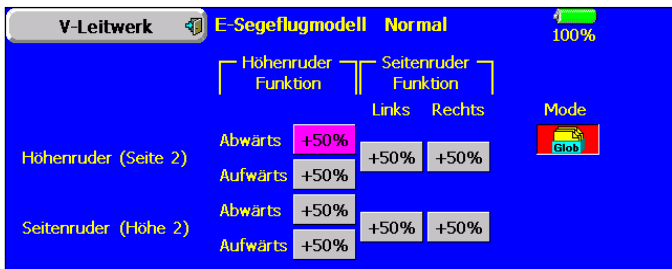 V-Leitwerk E-Segeflugmodell Normal 100%
Höhenruder Seitenruder
Funktion Funktion
Links Rechts Mode
Abwärts +50%
Höhenruder (Seite 2) +50% +50% Glob
Aufwärts +50%
Abwärts +50%
Seitenruder (Höhe 2) +50% +50%
Aufwärts +50%